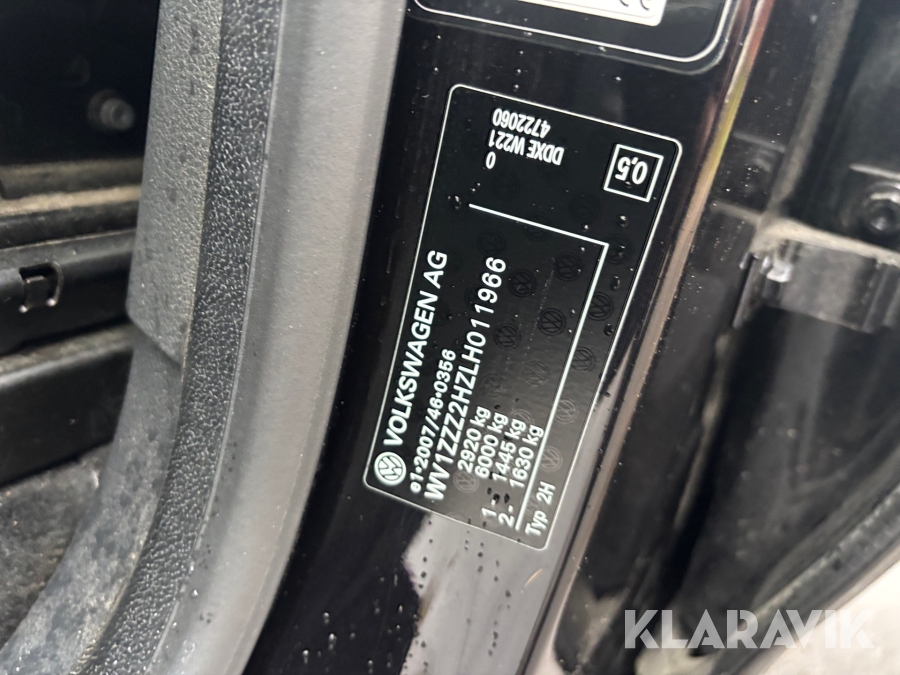 VOLKSWAGEN AG
e1*2007/46*0356
WV1ZZZ2HZLH011966
2920 kg
6000 kg
1- 1445 kg
2- 1630 kg
Typ 2H
0
DDXE W221
4722060
0,5
KLARAVIK